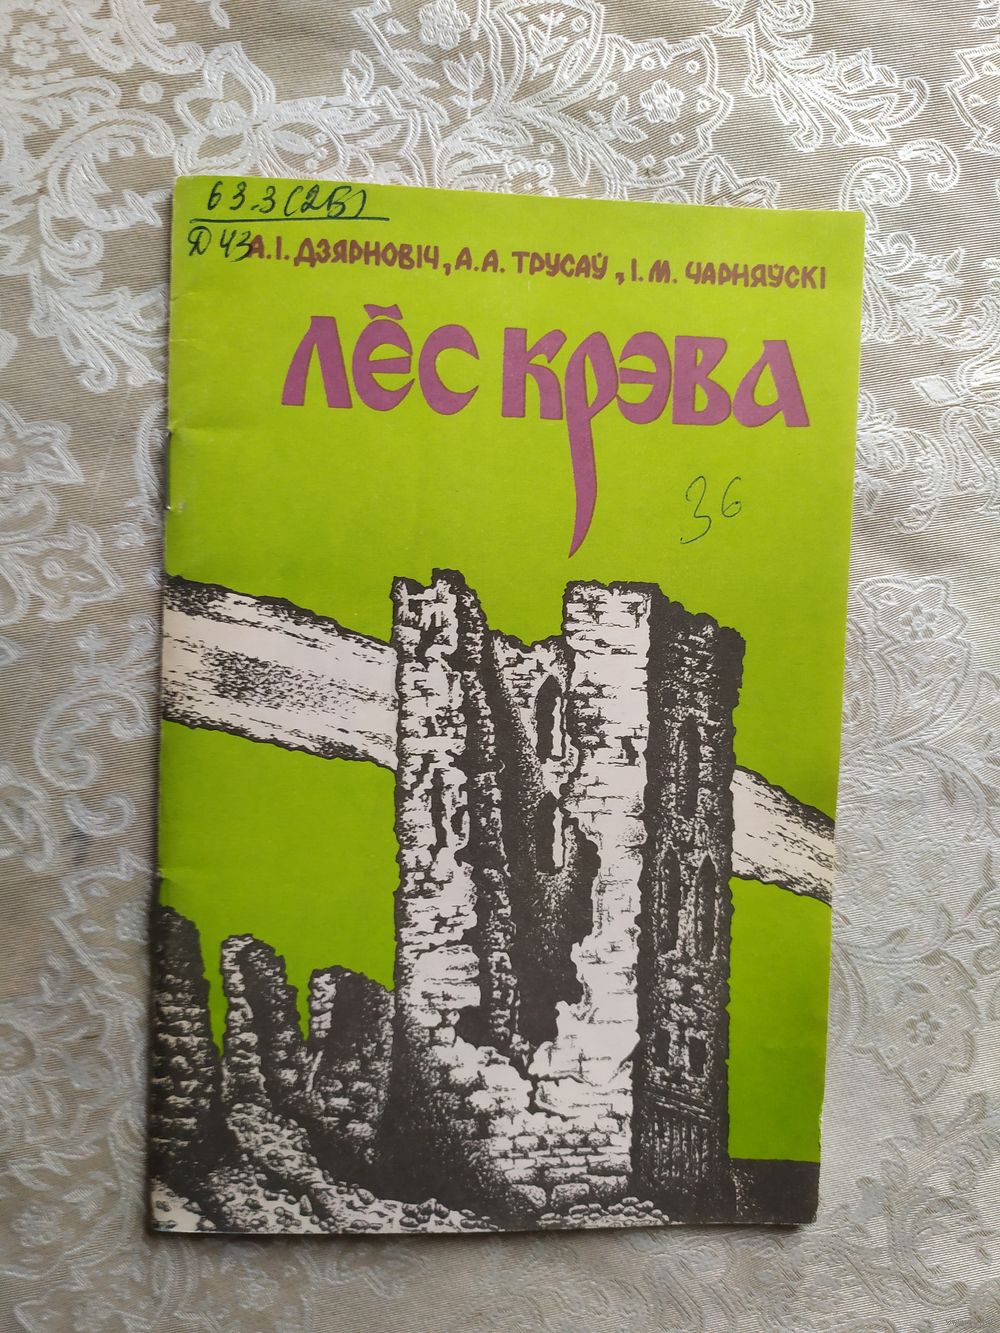 63.3(2Б)
Д 43
А.І. ДЗЯРНОВІЧ, А.А. ТРУСАЎ, І.М. ЧАРНЯЎСКІ
ЛЁС КРЭВА
36